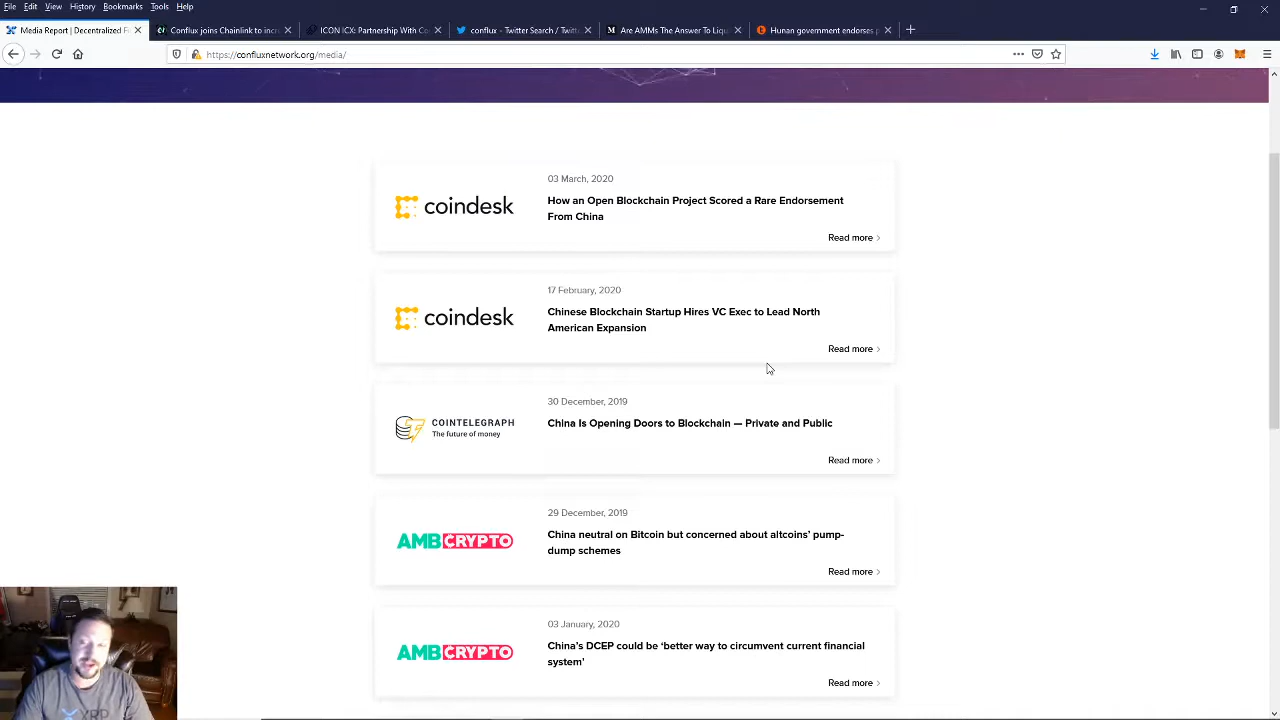 File Edit View History Bookmarks Tools Help
Media Report | Decentralized Fi
Conflux joins Chainlink to incre
ICON ICX: Partnership With Co
conflux - Twitter Search / Twitte
Are AMMs The Answer To Liqu
Hunan government endorses p
https://confluxnetwork.org/media/
coindesk
03 March, 2020
How an Open Blockchain Project Scored a Rare Endorsement
From China
Read more
coindesk
17 February, 2020
Chinese Blockchain Startup Hires VC Exec to Lead North
American Expansion
Read more
COINTELEGRAPH
The future of money
30 December, 2019
China Is Opening Doors to Blockchain — Private and Public
Read more
AMBCRYPTO
29 December, 2019
China neutral on Bitcoin but concerned about altcoins' pump-
dump schemes
Read more
AMBCRYPTO
03 January, 2020
China's DCEP could be 'better way to circumvent current financial
system'
Read more
XRP